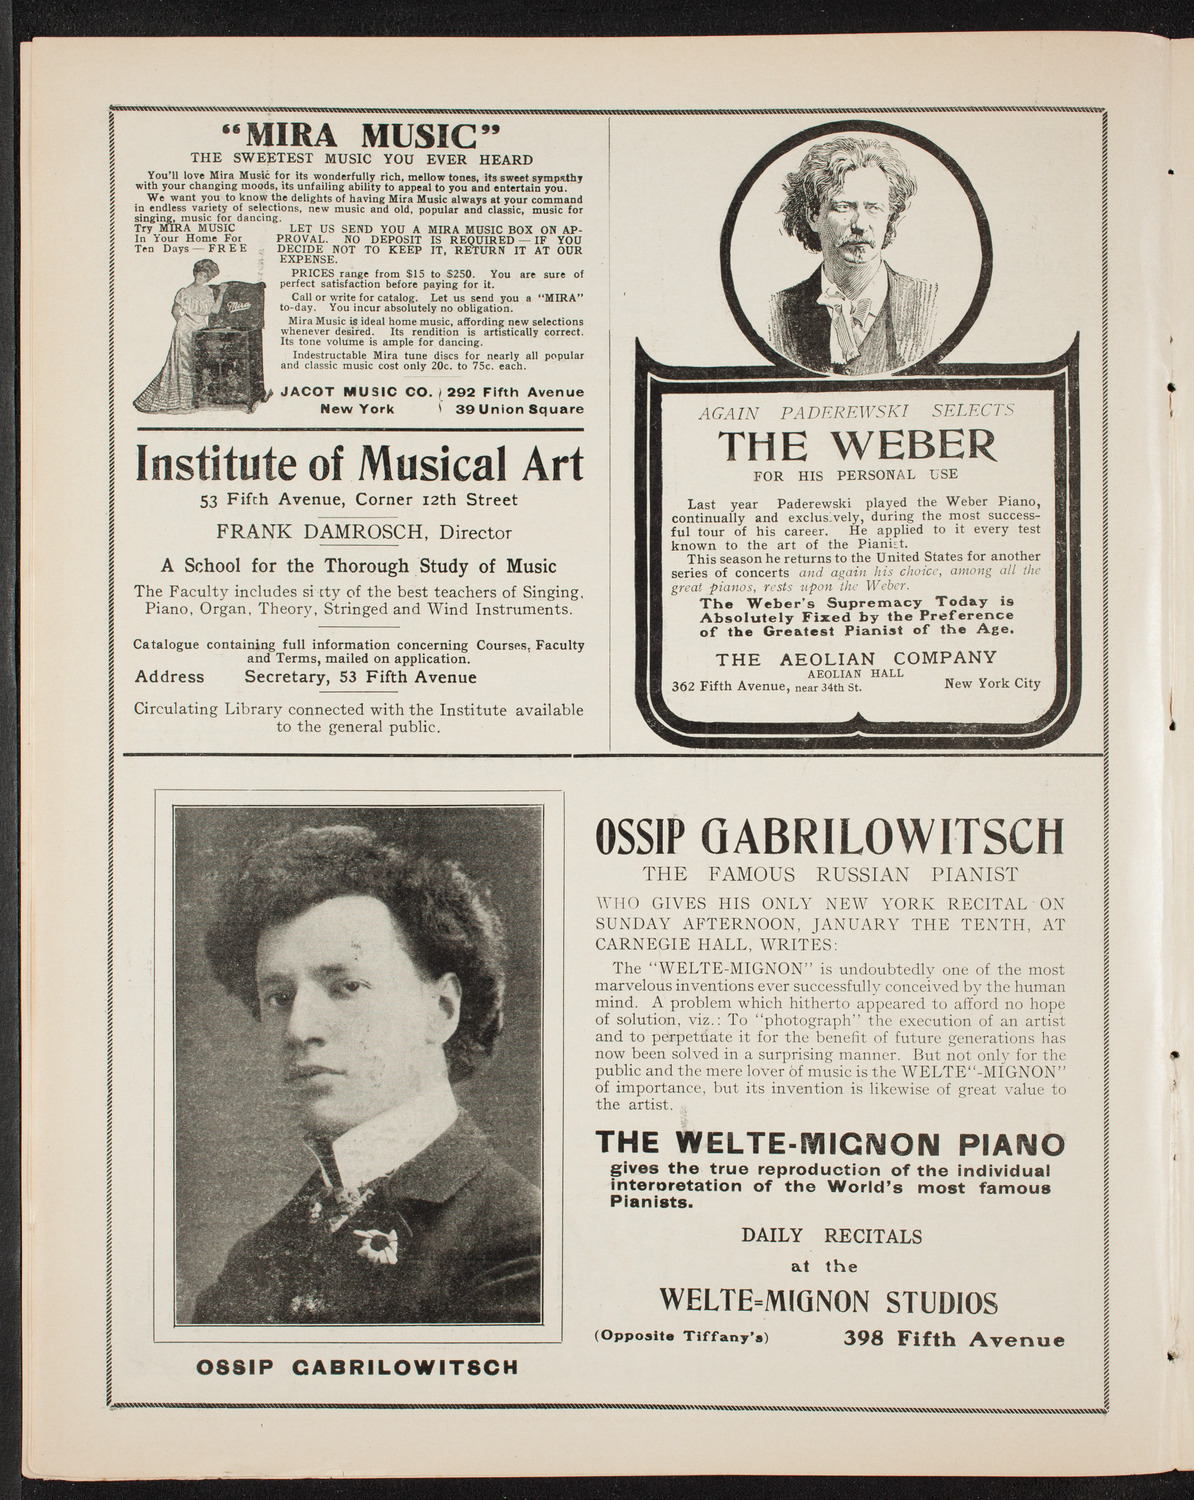 “MIRA MUSIC”
THE SWEETEST MUSIC YOU EVER HEARD
You'll love Mira Music for its wonderfully rich, mellow tones, its sweet sympathy
with your changing moods, its unfailing ability to appeal to you and entertain you.
We want you to know the delights of having Mira Music always at your command
in endless variety of selections, new music and old, popular and classic, music for
singing, music for dancing.
Try MIRA MUSIC
In Your Home For
Ten Days — FREE
LET US SEND YOU A MIRA MUSIC BOX ON AP-
PROVAL. NO DEPOSIT IS REQUIRED — IF YOU
DECIDE NOT TO KEEP IT, RETURN IT AT OUR
EXPENSE.
PRICES range from $15 to $250. You are sure of
perfect satisfaction before paying for it.
Call or write for catalog. Let us send you a “MIRA”
to-day. You incur absolutely no obligation.
Mira Music is ideal home music, affording new selections
whenever desired. Its rendition is artistically correct.
Its tone volume is ample for dancing.
Indestructable Mira tune discs for nearly all popular
and classic music cost only 20c. to 75c. each.
Mira
JACOT MUSIC CO. 292 Fifth Avenue
New York 39 Union Square
Institute of Musical Art
53 Fifth Avenue, Corner 12th Street
FRANK DAMROSCH, Director
A School for the Thorough Study of Music
The Faculty includes si ty of the best teachers of Singing,
Piano, Organ, Theory, Stringed and Wind Instruments.
Catalogue containing full information concerning Courses, Faculty
and Terms, mailed on application.
Address Secretary, 53 Fifth Avenue
Circulating Library connected with the Institute available
to the general public.
AGAIN PADEREWSKI SELECTS
THE WEBER
FOR HIS PERSONAL USE
Last year Paderewski played the Weber Piano,
continually and exclusively, during the most success-
ful tour of his career. He applied to it every test
known to the art of the Pianist.
This season he returns to the United States for another
series of concerts and again his choice, among all the
great pianos, rests upon the Weber.
The Weber's Supremacy Today is
Absolutely Fixed by the Preference
of the Greatest Pianist of the Age.
THE AEOLIAN COMPANY
AEOLIAN HALL
362 Fifth Avenue, near 34th St. New York City
OSSIP GABRILOWITSCH
OSSIP GABRILOWITSCH
THE FAMOUS RUSSIAN PIANIST
WHO GIVES HIS ONLY NEW YORK RECITAL ON
SUNDAY AFTERNOON, JANUARY THE TENTH, AT
CARNEGIE HALL, WRITES:
The “WELTE-MIGNON” is undoubtedly one of the most
marvelous inventions ever successfully conceived by the human
mind. A problem which hitherto appeared to afford no hope
of solution, viz.: To “photograph” the execution of an artist
and to perpetuate it for the benefit of future generations has
now been solved in a surprising manner. But not only for the
public and the mere lover of music is the WELTE“-MIGNON”
of importance, but its invention is likewise of great value to
the artist.
THE WELTE-MIGNON PIANO
gives the true reproduction of the individual
interpretation of the World's most famous
Pianists.
DAILY RECITALS
at the
WELTE=MIGNON STUDIOS
(Opposite Tiffany's) 398 Fifth Avenue